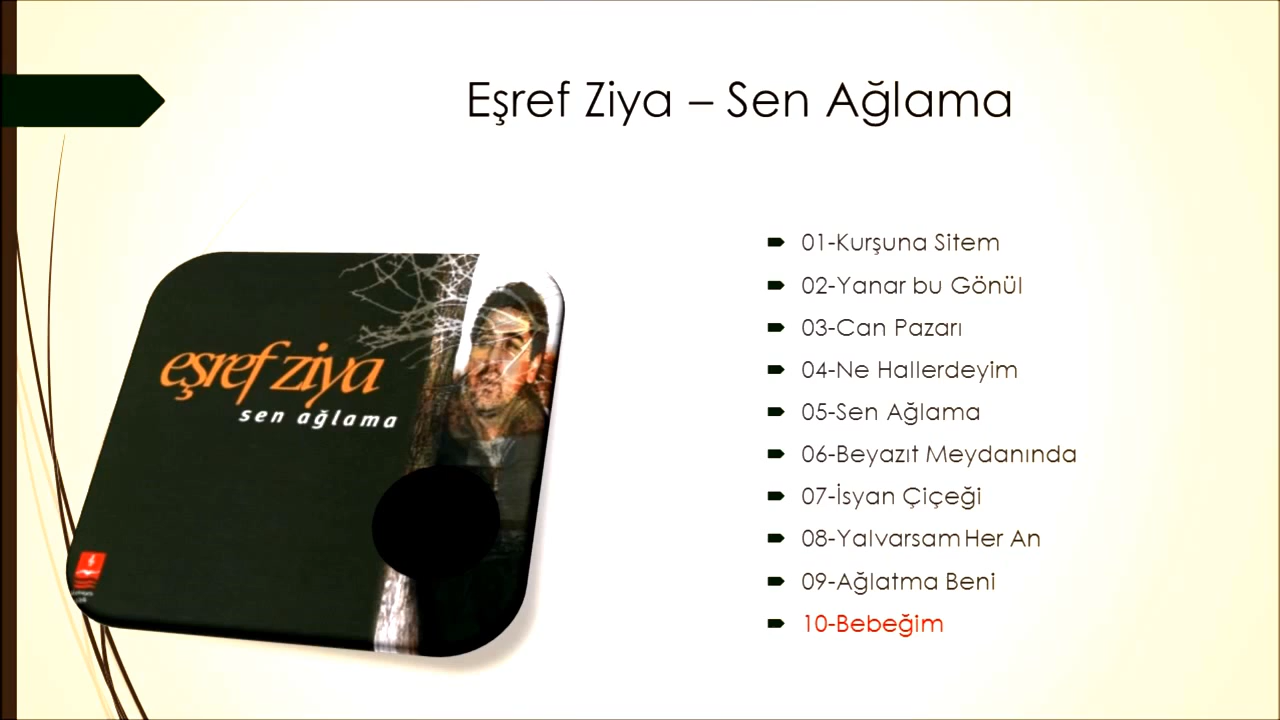 Eşref Ziya – Sen Ağlama
eşref ziya
sen ağlama
01-Kurşuna Sitem
02-Yanar bu Gönül
03-Can Pazarı
04-Ne Hallerdeyim
05-Sen Ağlama
06-Beyazıt Meydanında
07-İsyan Çiçeği
08-Yalvarsam Her An
09-Ağlatma Beni
10-Bebeğim